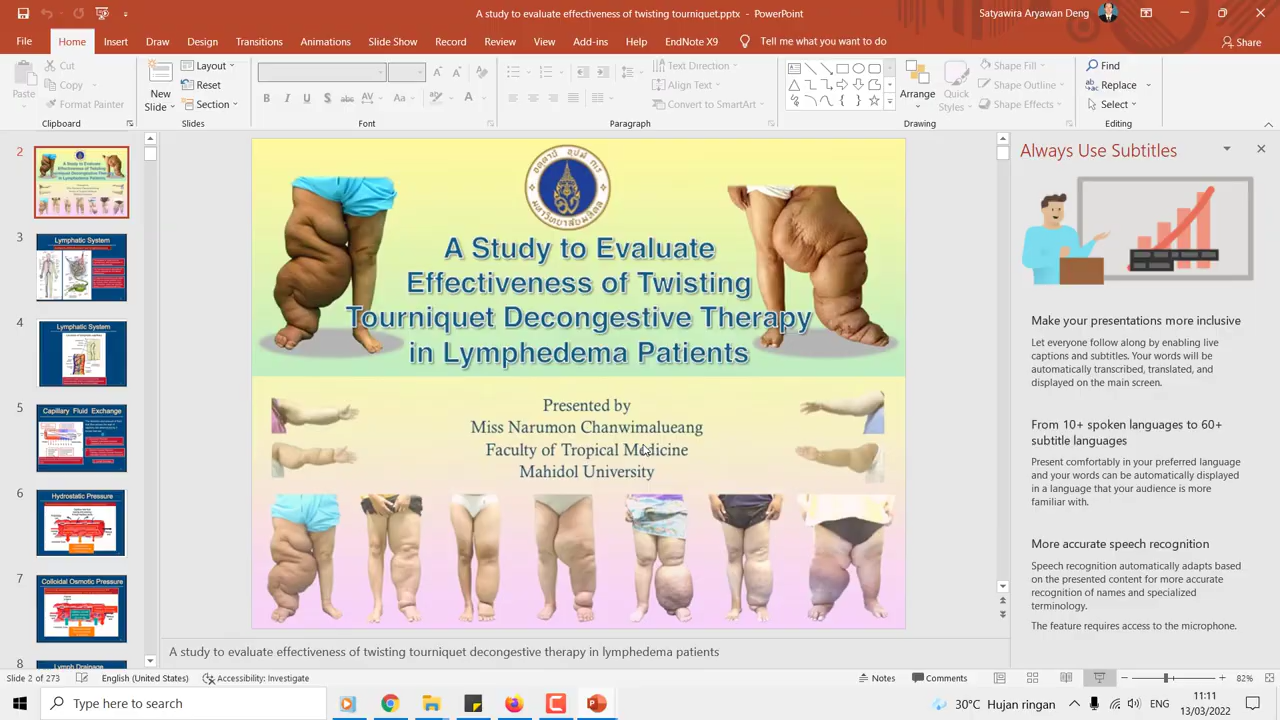 A study to evaluate effectiveness of twisting tourniquet.pptx - PowerPoint
Satyawira Aryawan Deng
File Home Insert Draw Design Transitions Animations Slide Show Record Review View Add-ins Help EndNote X9 Tell me what you want to do
Share
Paste
Cut
Copy
Format Painter
Clipboard
New
Slide
Layout
Reset
Section
Slides
Font
Text Direction
Align Text
Convert to SmartArt
Paragraph
Arrange
Quick
Styles
Shape Fill
Shape Outline
Shape Effects
Drawing
Find
Replace
Select
Editing
2
3
Lymphatic System
4
Lymphatic System
5
Capillary Fluid Exchange
6
Hydrostatic Pressure
7
Colloidal Osmotic Pressure
8
Lymph Drainage
A Study to Evaluate
Effectiveness of Twisting
Tourniquet Decongestive Therapy
in Lymphedema Patients
Presented by
Miss Narumon Chanwimalueang
Faculty of Tropical Medicine
Mahidol University
A study to evaluate effectiveness of twisting tourniquet decongestive therapy in lymphedema patients
Always Use Subtitles
Make your presentations more inclusive
Let everyone follow along by enabling live
captions and subtitles. Your words will be
automatically transcribed, translated, and
displayed on the main screen.
From 10+ spoken languages to 60+
subtitle languages
Present comfortably in your preferred language
and your words can be automatically displayed
in a language that your audience is more
familiar with.
More accurate speech recognition
Speech recognition automatically adapts based
on the presented content for more accurate
recognition of names and specialized
terminology.
The feature requires access to the microphone.
Slide 2 of 273
English (United States)
Accessibility: Investigate
Notes
Comments
82%
Type here to search
30°C Hujan ringan
ENG
11:11
13/03/2022